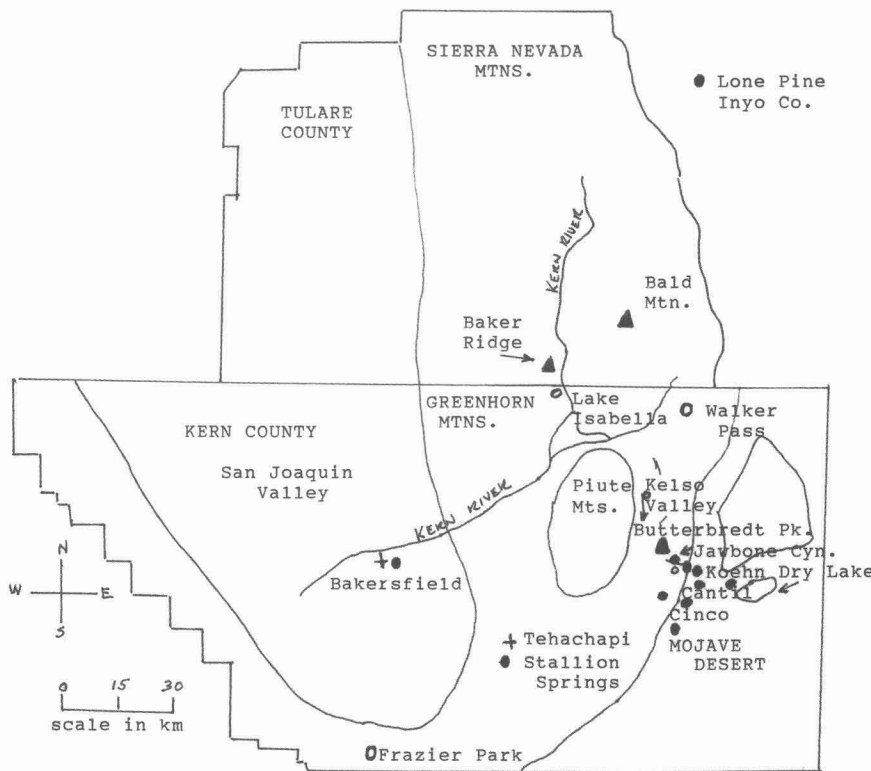 SIERRA NEVADA
MTNS.
Lone Pine
Inyo Co.
TULARE
COUNTY
KERN RIVER
Bald
Mtn.
Baker
Ridge
GREENHORN
MTNS.
Lake
Isabella
Walker
Pass
KERN COUNTY
San Joaquin
Valley
Piute
Mts.
Kelso
Valley
KERN RIVER
Butterbredt Pk.
Jawbone Cyn.
Koehn Dry Lake
Bakersfield
Cantil
Cinco
N
W E
S
Tehachapi
Stallion
Springs
MOJAVE
DESERT
0 15 30
scale in km
Frazier Park